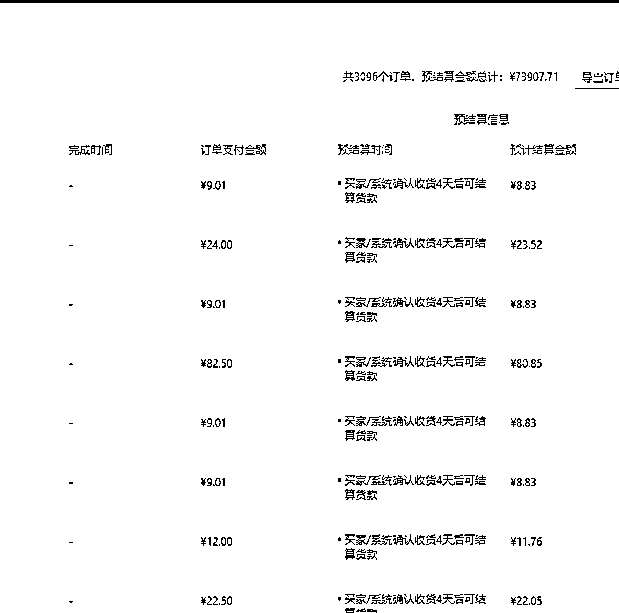 共3096个订单，预结算金额总计：¥73907.71 导出订单
预结算信息
完成时间 订单支付金额 预结算时间 预计结算金额
- ¥9.01 • 买家/系统确认收货4天后可结 ¥8.83
算货款
- ¥24.00 • 买家/系统确认收货4天后可结 ¥23.52
算货款
- ¥9.01 • 买家/系统确认收货4天后可结 ¥8.83
算货款
- ¥82.50 • 买家/系统确认收货4天后可结 ¥80.85
算货款
- ¥9.01 • 买家/系统确认收货4天后可结 ¥8.83
算货款
- ¥9.01 • 买家/系统确认收货4天后可结 ¥8.83
算货款
- ¥12.00 • 买家/系统确认收货4天后可结 ¥11.76
算货款
- ¥22.50 • 买家/系统确认收货4天后可结 ¥22.05
算货款